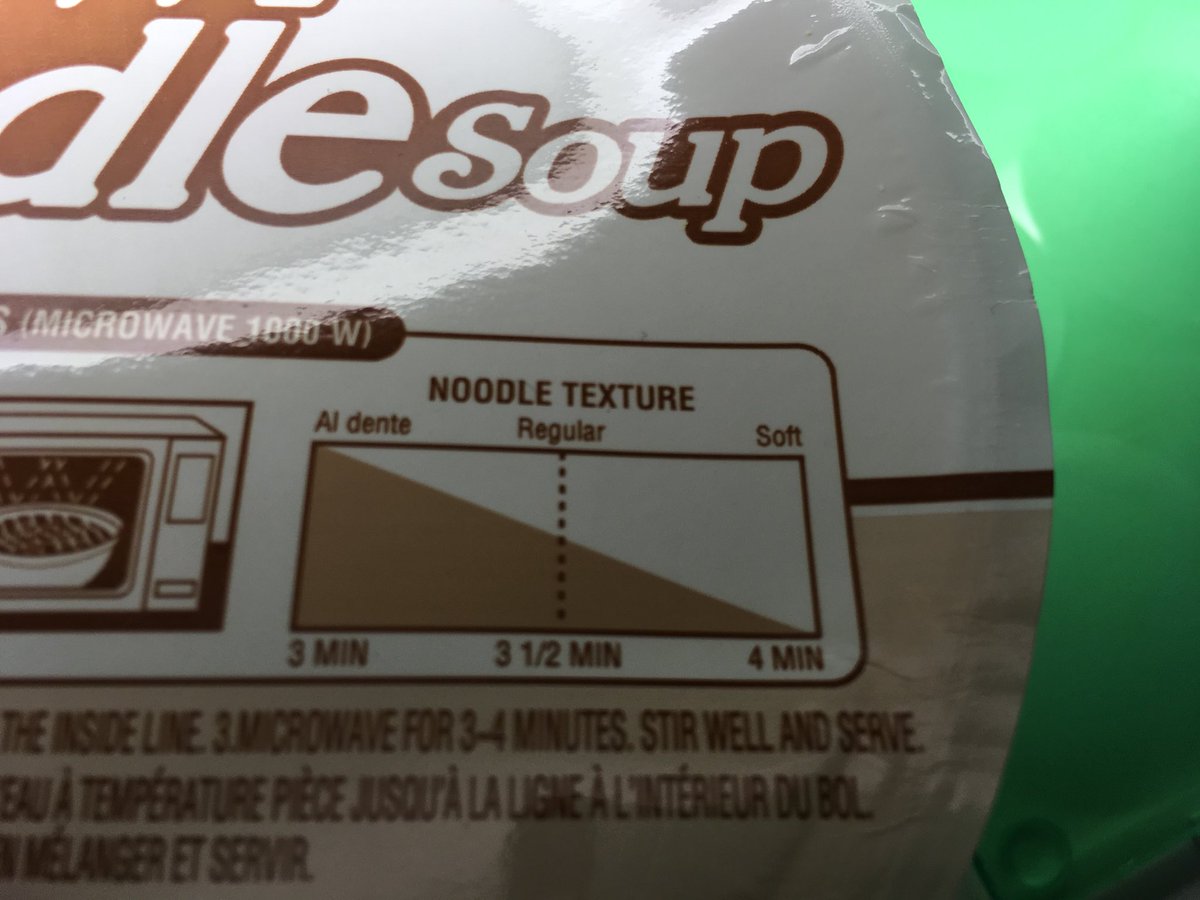 dle soup
S (MICROWAVE 1000 W)
NOODLE TEXTURE
Al dente Regular Soft
3 MIN 3 1/2 MIN 4 MIN
THE INSIDE LINE. 3.MICROWAVE FOR 3–4 MINUTES. STIR WELL AND SERVE.
EAU À TEMPÉRATURE PIÈCE JUSQU'À LA LIGNE À L'INTÉRIEUR DU BOL.
N MÉLANGER ET SERVIR.